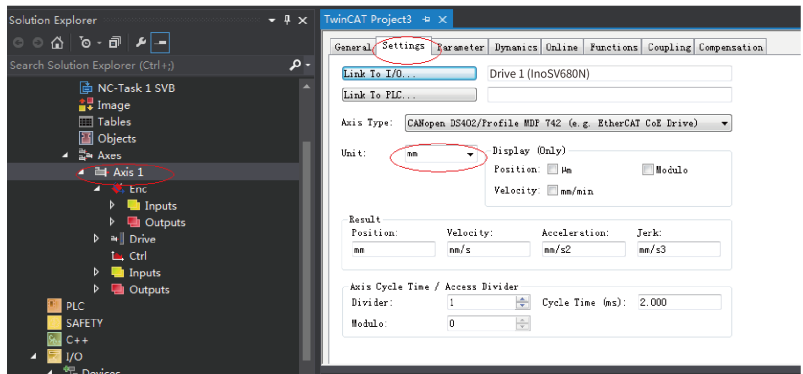 Solution Explorer
Search Solution Explorer (Ctrl+;)
NC-Task 1 SVB
Image
Tables
Objects
Axes
Axis 1
Enc
Inputs
Outputs
Drive
Ctrl
Inputs
Outputs
PLC
SAFETY
C++
I/O
Devices
TwinCAT Project3
General Settings Parameter Dynamics Online Functions Coupling Compensation
Link To I/O... Drive 1 (InoSV680N)
Link To PLC...
Axis Type: CANopen DS402/Profile MDP 742 (e.g. EtherCAT CoE Drive)
Unit: mm Display (Only)
Position: μm Modulo
Velocity: mm/min
Result
Position: Velocity: Acceleration: Jerk:
mm mm/s mm/s2 mm/s3
Axis Cycle Time / Access Divider
Divider: 1 Cycle Time (ms): 2.000
Modulo: 0